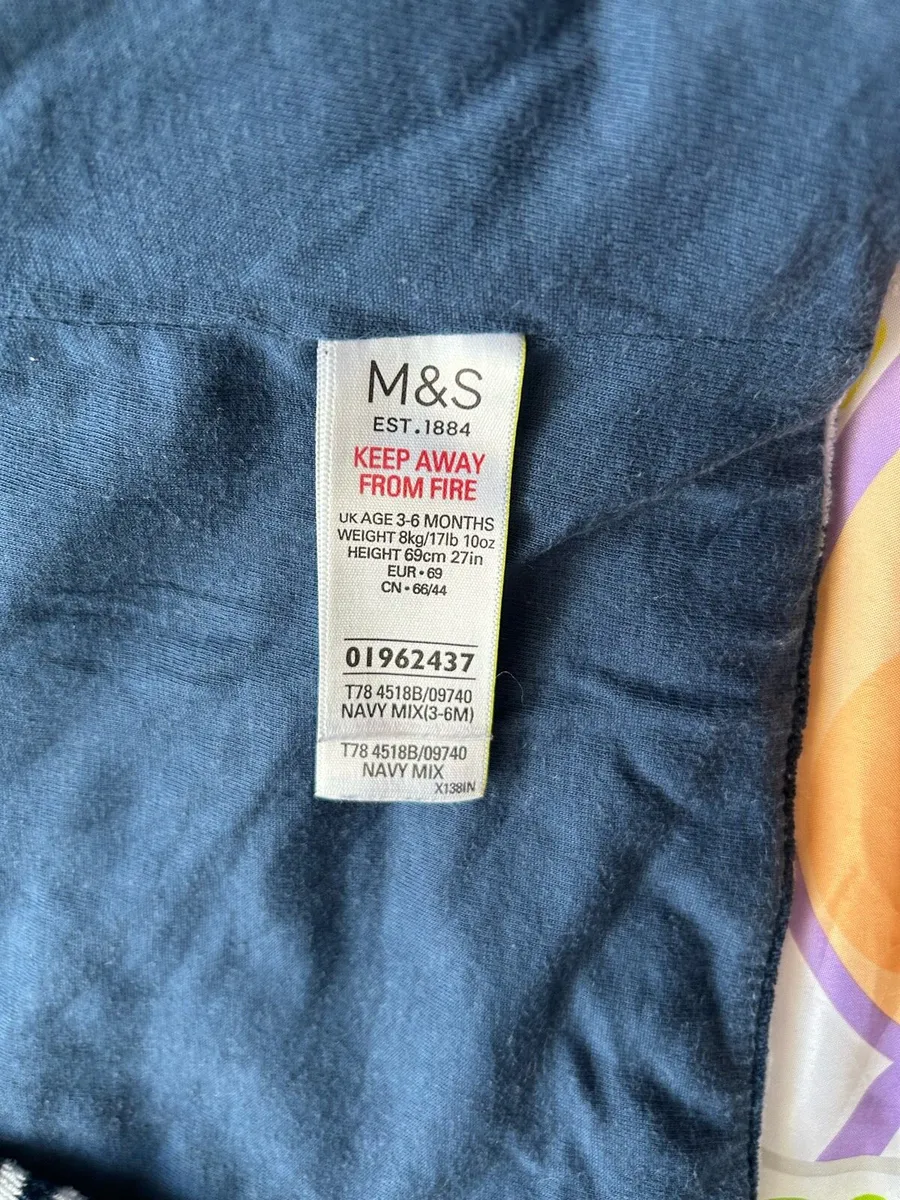 M&S
EST.1884
KEEP AWAY
FROM FIRE
UK AGE 3-6 MONTHS
WEIGHT 8kg/17lb 10oz
HEIGHT 69cm 27in
EUR • 69
CN • 66/44
01962437
T78 4518B/09740
NAVY MIX(3-6M)
T78 4518B/09740
NAVY MIX
X138IN